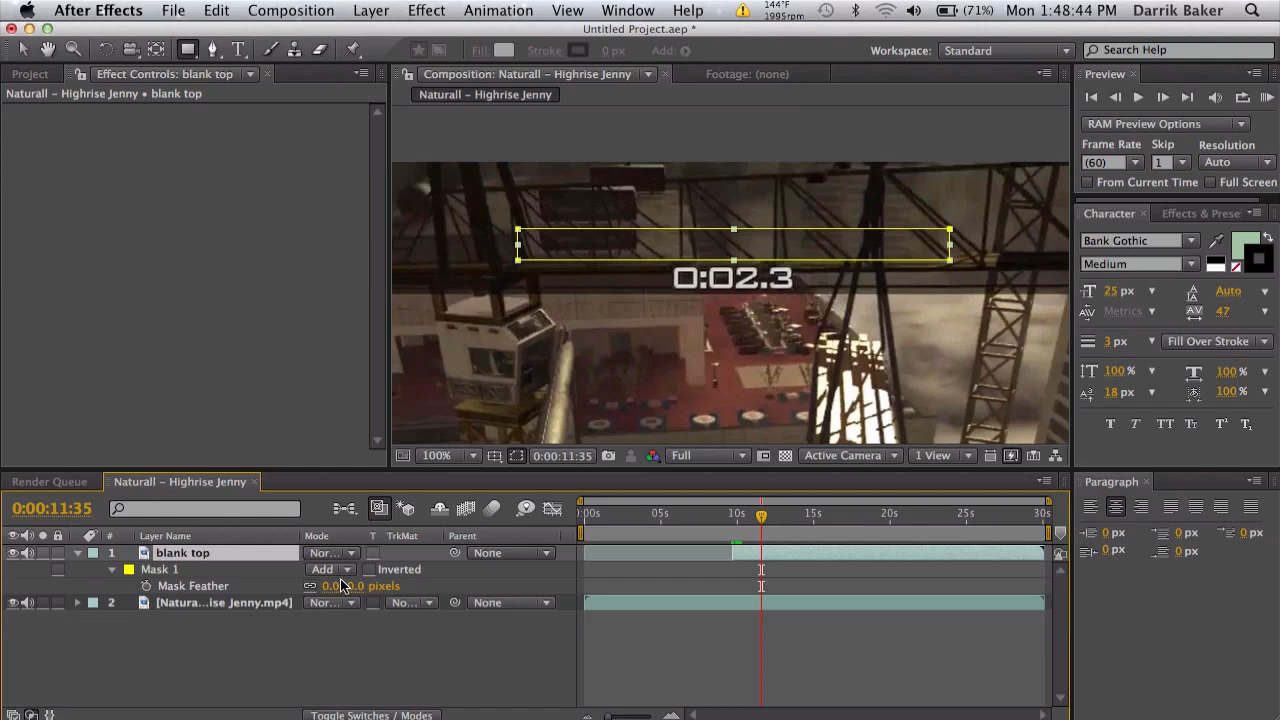 After Effects File Edit Composition Layer Effect Animation View Window Help 144°F 1995rpm (71%) Mon 1:48:44 PM Darrik Baker
Untitled Project.aep *
T Fill: Stroke: 0 px Add: Workspace: Standard Search Help
Project Effect Controls: blank top Composition: Naturall – Highrise Jenny Footage: (none) Preview
Naturall – Highrise Jenny • blank top Naturall – Highrise Jenny
RAM Preview Options
Frame Rate Skip Resolution
(60) 1 Auto
From Current Time Full Screen
Character Effects & Prese
Bank Gothic
Medium
0:02.3
25 px Auto
Metrics 47
3 px Fill Over Stroke
100% 100%
18 px 100%
T T TT Tr T¹ T₁
100% 0:00:11:35 Full Active Camera 1 View
Render Queue Naturall – Highrise Jenny Paragraph
0:00:11:35 :00s 05s 10s 15s 20s 25s 30s
# Layer Name Mode T TrkMat Parent
0 px 0 px 0 px
0 px 0 px
1 blank top Nor... None
Mask 1 Add Inverted
Mask Feather pixels
2 [Natura...ise Jenny.mp4] Nor... No... None
Toggle Switches / Modes